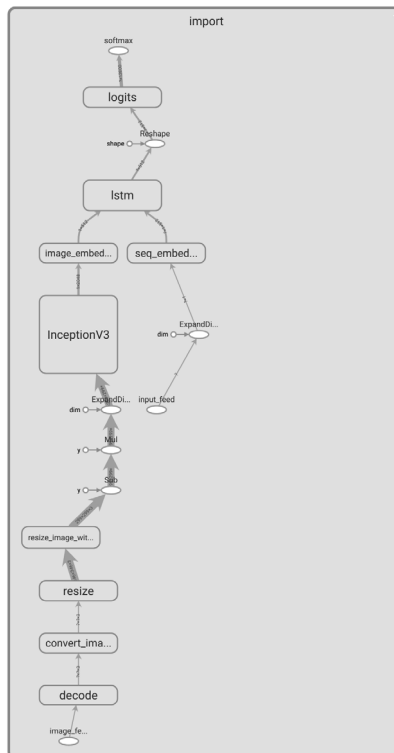 import
softmax
logits
Reshape
shape
lstm
image_embed...
seq_embed...
InceptionV3
ExpandDi...
dim
ExpandDi...
dim
input_feed
Mul
y
Sub
y
resize_image_wit...
resize
convert_ima...
decode
image_fe...